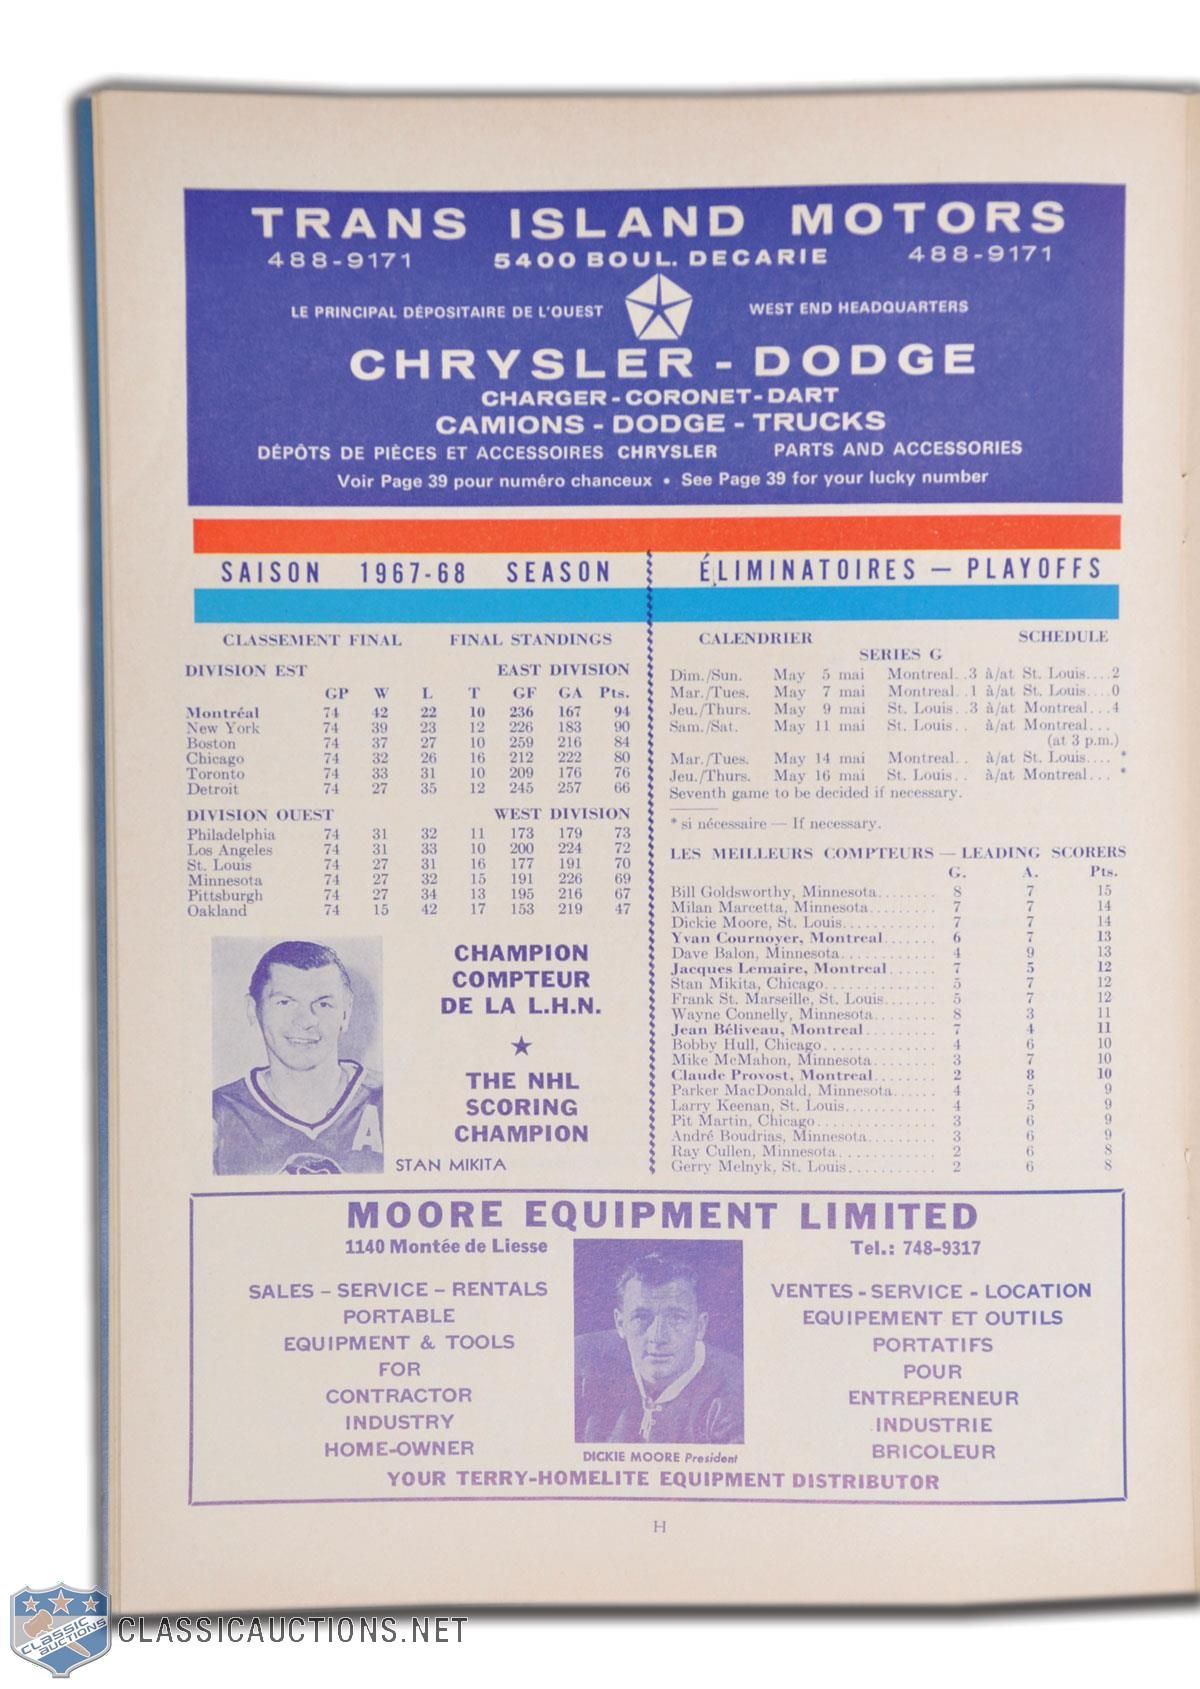 TRANS ISLAND MOTORS
488-9171 5400 BOUL. DECARIE 488-9171
LE PRINCIPAL DÉPOSITAIRE DE L'OUEST WEST END HEADQUARTERS
CHRYSLER - DODGE
CHARGER - CORONET - DART
CAMIONS - DODGE - TRUCKS
DÉPÔTS DE PIÈCES ET ACCESSOIRES CHRYSLER PARTS AND ACCESSORIES
Voir Page 39 pour numéro chanceux • See Page 39 for your lucky number
SAISON 1967-68 SEASON
CLASSEMENT FINAL FINAL STANDINGS
DIVISION EST EAST DIVISION
GP W L T GF GA Pts.
Montréal 74 42 22 10 236 167 94
New York 74 39 23 12 226 183 90
Boston 74 37 27 10 259 216 84
Chicago 74 32 26 16 212 222 80
Toronto 74 33 31 10 209 176 76
Detroit 74 27 35 12 245 257 66
DIVISION OUEST WEST DIVISION
Philadelphia 74 31 32 11 173 179 73
Los Angeles 74 31 33 10 200 224 72
St. Louis 74 27 31 16 177 191 70
Minnesota 74 27 32 15 191 226 69
Pittsburgh 74 27 34 13 195 216 67
Oakland 74 15 42 17 153 219 47
CHAMPION
COMPTEUR
DE LA L.H.N.
★
THE NHL
SCORING
CHAMPION
A
STAN MIKITA
ÉLIMINATOIRES — PLAYOFFS
CALENDRIER SCHEDULE
SERIES G
Dim./Sun. May 5 mai Montreal..3 à/at St. Louis....2
Mar./Tues. May 7 mai Montreal..1 à/at St. Louis....0
Jeu./Thurs. May 9 mai St. Louis..3 à/at Montreal...4
Sam./Sat. May 11 mai St. Louis.. à/at Montreal...
(at 3 p.m.)
Mar./Tues. May 14 mai Montreal.. à/at St. Louis.... *
Jeu./Thurs. May 16 mai St. Louis.. à/at Montreal... *
Seventh game to be decided if necessary.
* si nécessaire — If necessary.
LES MEILLEURS COMPTEURS — LEADING SCORERS
G. A. Pts.
Bill Goldsworthy, Minnesota........ 8 7 15
Milan Marcetta, Minnesota......... 7 7 14
Dickie Moore, St. Louis............ 7 7 14
Yvan Cournoyer, Montreal....... 6 7 13
Dave Balon, Minnesota............. 4 9 13
Jacques Lemaire, Montreal...... 7 5 12
Stan Mikita, Chicago............... 5 7 12
Frank St. Marseille, St. Louis....... 5 7 12
Wayne Connelly, Minnesota........ 8 3 11
Jean Béliveau, Montreal......... 7 4 11
Bobby Hull, Chicago............... 4 6 10
Mike McMahon, Minnesota........ 3 7 10
Claude Provost, Montreal........ 2 8 10
Parker MacDonald, Minnesota...... 4 5 9
Larry Keenan, St. Louis............ 4 5 9
Pit Martin, Chicago................ 3 6 9
André Boudrias, Minnesota......... 3 6 9
Ray Cullen, Minnesota............. 2 6 8
Gerry Melnyk, St. Louis............ 2 6 8
MOORE EQUIPMENT LIMITED
1140 Montée de Liesse Tel.: 748-9317
SALES - SERVICE - RENTALS
PORTABLE
EQUIPMENT & TOOLS
FOR
CONTRACTOR
INDUSTRY
HOME-OWNER
DICKIE MOORE President
VENTES - SERVICE - LOCATION
EQUIPEMENT ET OUTILS
PORTATIFS
POUR
ENTREPRENEUR
INDUSTRIE
BRICOLEUR
YOUR TERRY-HOMELITE EQUIPMENT DISTRIBUTOR
H
CLASSIC
AUCTIONS
CLASSICAUCTIONS.NET